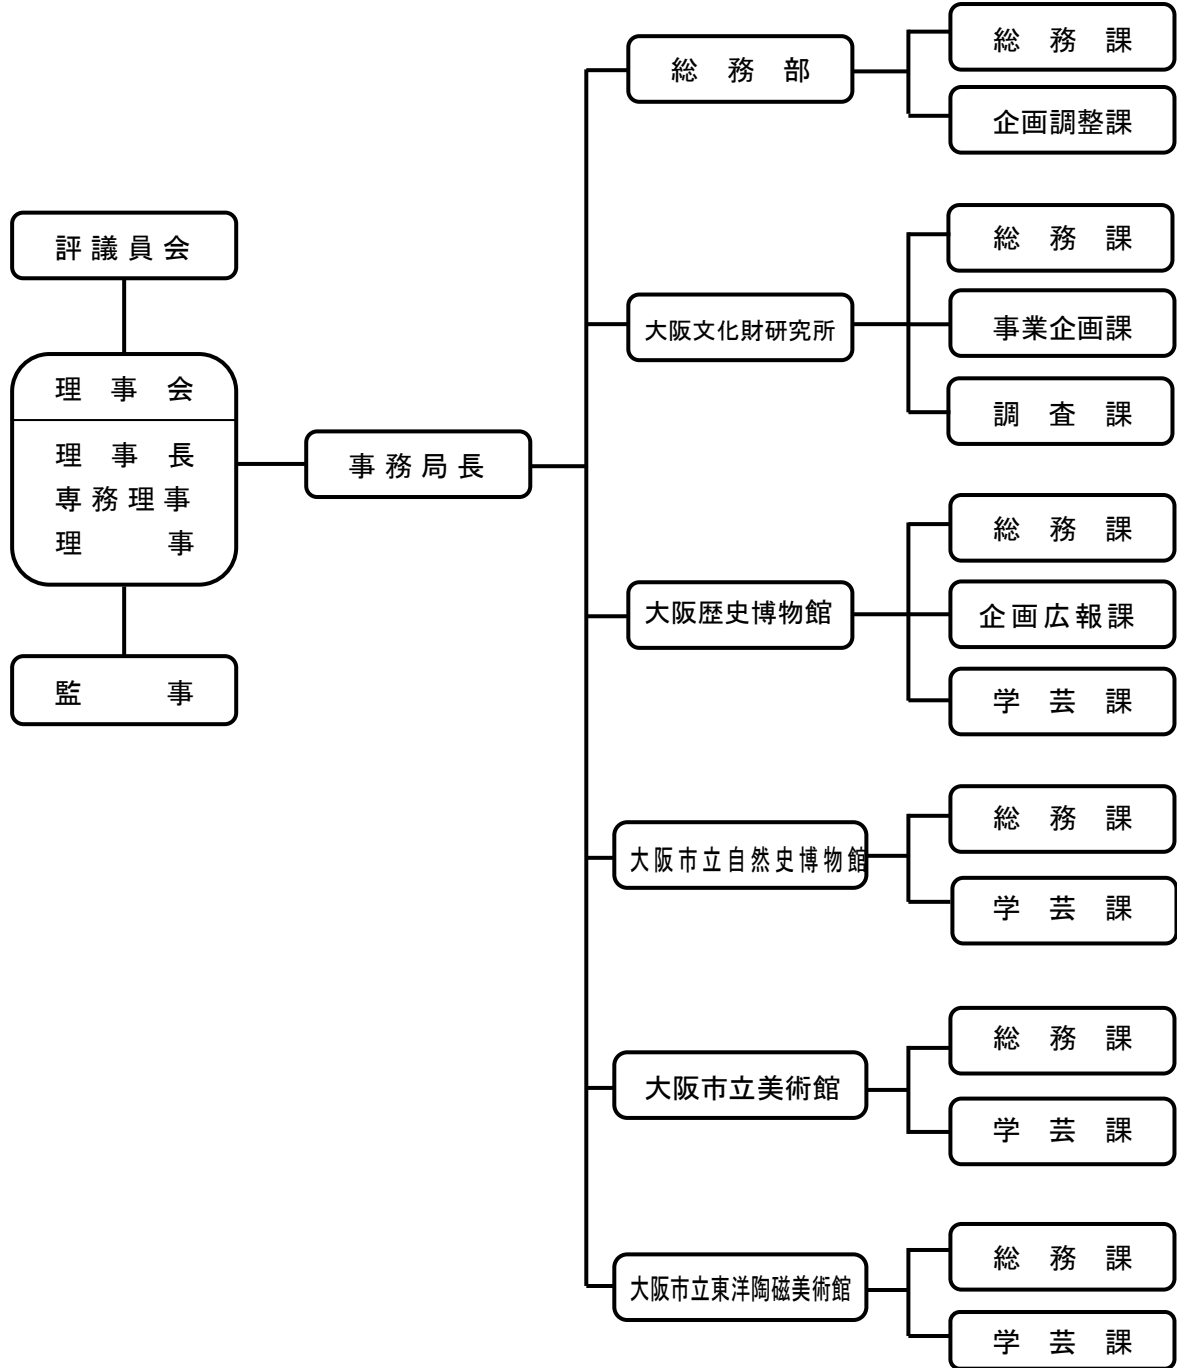 評議員会
理事会
理事長
専務理事
理事
監事
事務局長
総務部
総務課
企画調整課
大阪文化財研究所
総務課
事業企画課
調査課
大阪歴史博物館
総務課
企画広報課
学芸課
大阪市立自然史博物館
総務課
学芸課
大阪市立美術館
総務課
学芸課
大阪市立東洋陶磁美術館
総務課
学芸課